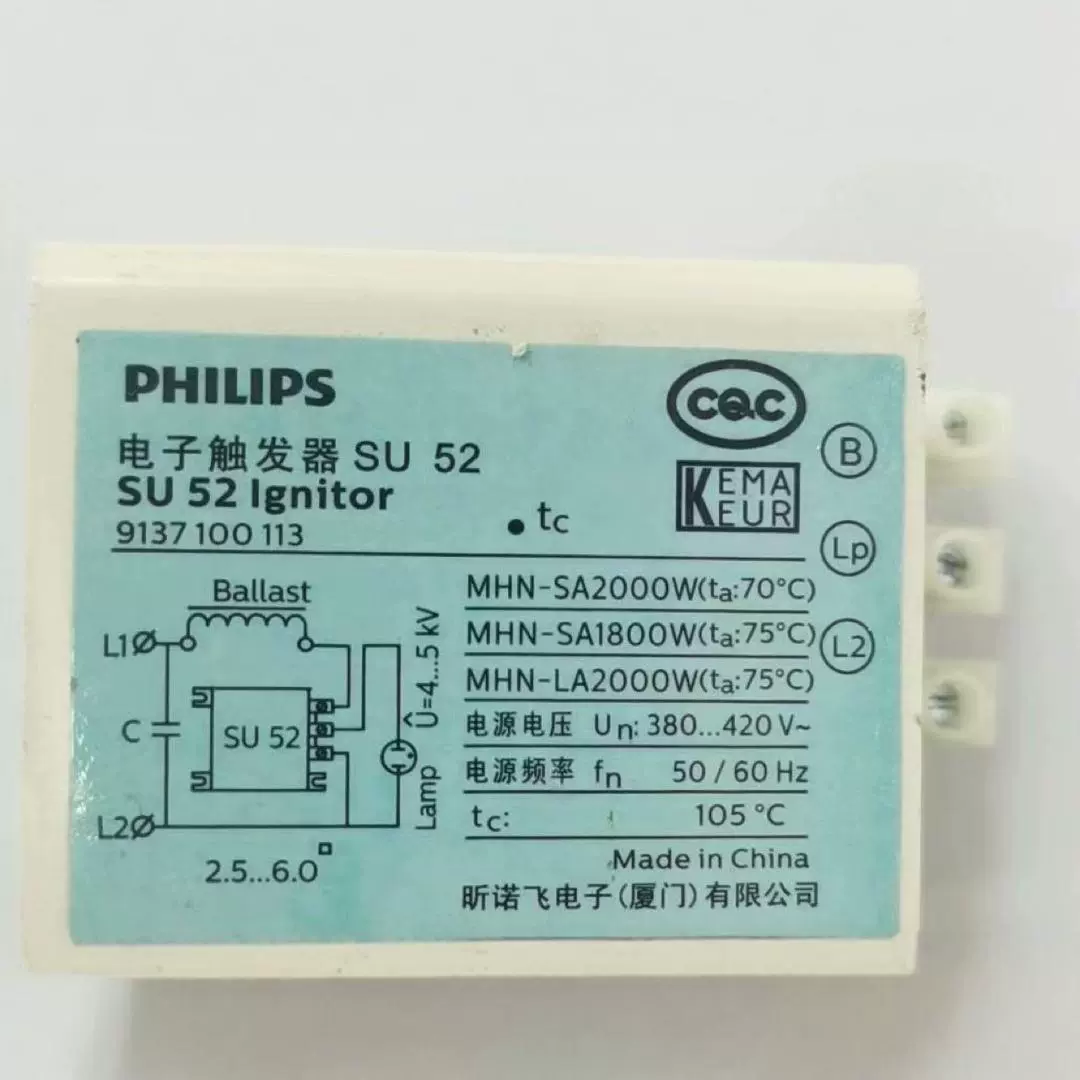 PHILIPS
CQC
电子触发器 SU 52
SU 52 Ignitor
9137 100 113
tc
KEMA
KEUR
B
Lp
L2
Ballast
L1
C
SU 52
L2
2.5...6.0
Lamp Û=4...5 kV
MHN-SA2000W(ta:70°C)
MHN-SA1800W(ta:75°C)
MHN-LA2000W(ta:75°C)
电源电压 Un: 380...420 V~
电源频率 fn 50 / 60 Hz
tc: 105 °C
Made in China
昕诺飞电子(厦门)有限公司